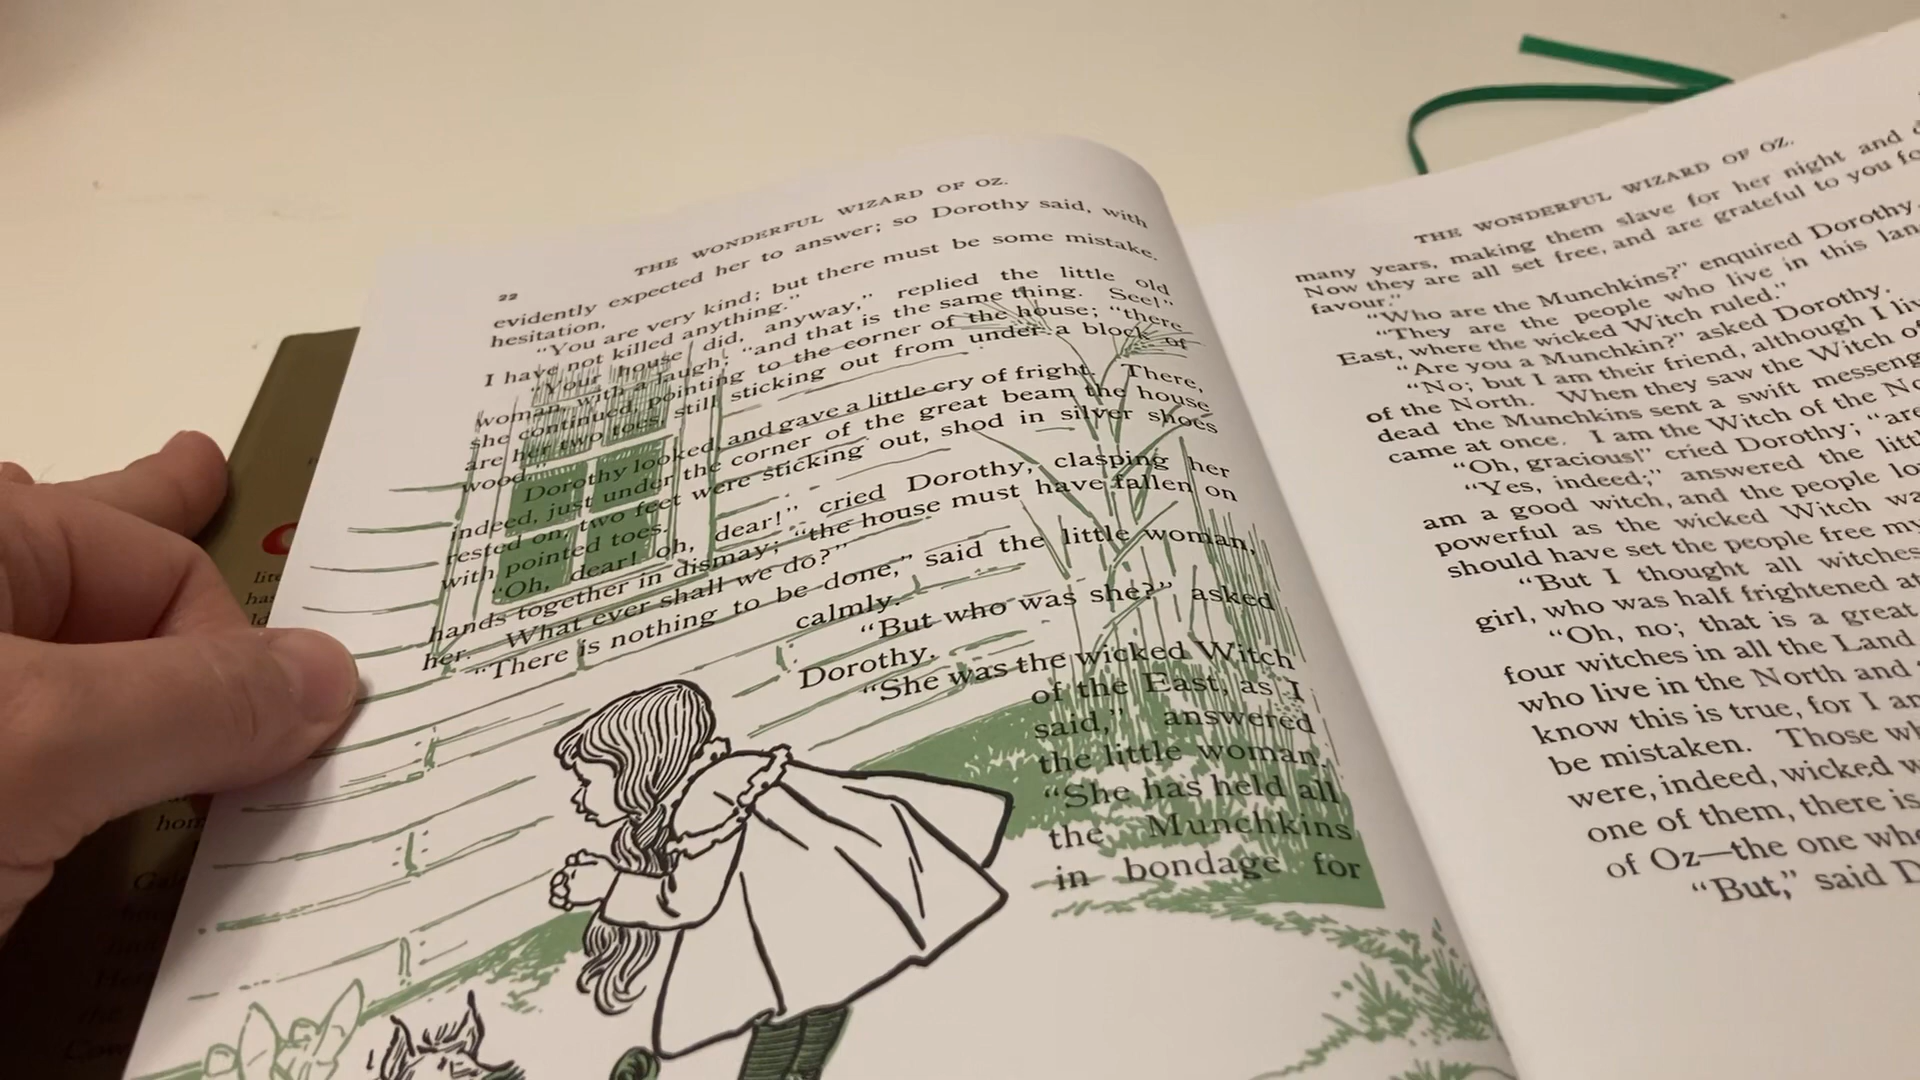 22
THE WONDERFUL WIZARD OF OZ.
evidently expected her to answer; so Dorothy said, with
hesitation,
"You are very kind; but there must be some mistake.
I have not killed anything."
"Your house did, anyway," replied the little old
woman, with a laugh; "and that is the same thing. See!"
she continued, pointing to the corner of the house; "there
are her two toes, still sticking out from under a block of
wood."
Dorothy looked, and gave a little cry of fright. There,
indeed, just under the corner of the great beam the house
rested on, two feet were sticking out, shod in silver shoes
with pointed toes.
"Oh, dear! oh, dear!" cried Dorothy, clasping her
hands together in dismay; "the house must have fallen on
her. What ever shall we do?"
"There is nothing to be done," said the little woman,
calmly.
"But who was she?" asked
Dorothy.
"She was the wicked Witch
of the East, as I
said," answered
the little woman.
"She has held all
the Munchkins
in bondage for
THE WONDERFUL WIZARD OF OZ.
many years, making them slave for her night and
Now they are all set free, and are grateful to you
favour."
"Who are the Munchkins?" enquired Dorothy.
"They are the people who live in this
East, where the wicked Witch ruled."
"Are you a Munchkin?" asked Dorothy.
"No; but I am their friend, although I
of the North. When they saw the Witch
dead the Munchkins sent a swift
came at once. I am the Witch of the
"Oh, gracious!" cried Dorothy; "are
"Yes, indeed;" answered the
am a good witch, and the people
powerful as the wicked Witch
should have set the people free
"But I thought all witches
girl, who was half frightened at
"Oh, no; that is a great
four witches in all the Land
who live in the North and
know this is true, for I am
be mistaken. Those
were, indeed, wicked
one of them, there is
of Oz—the one
"But," said